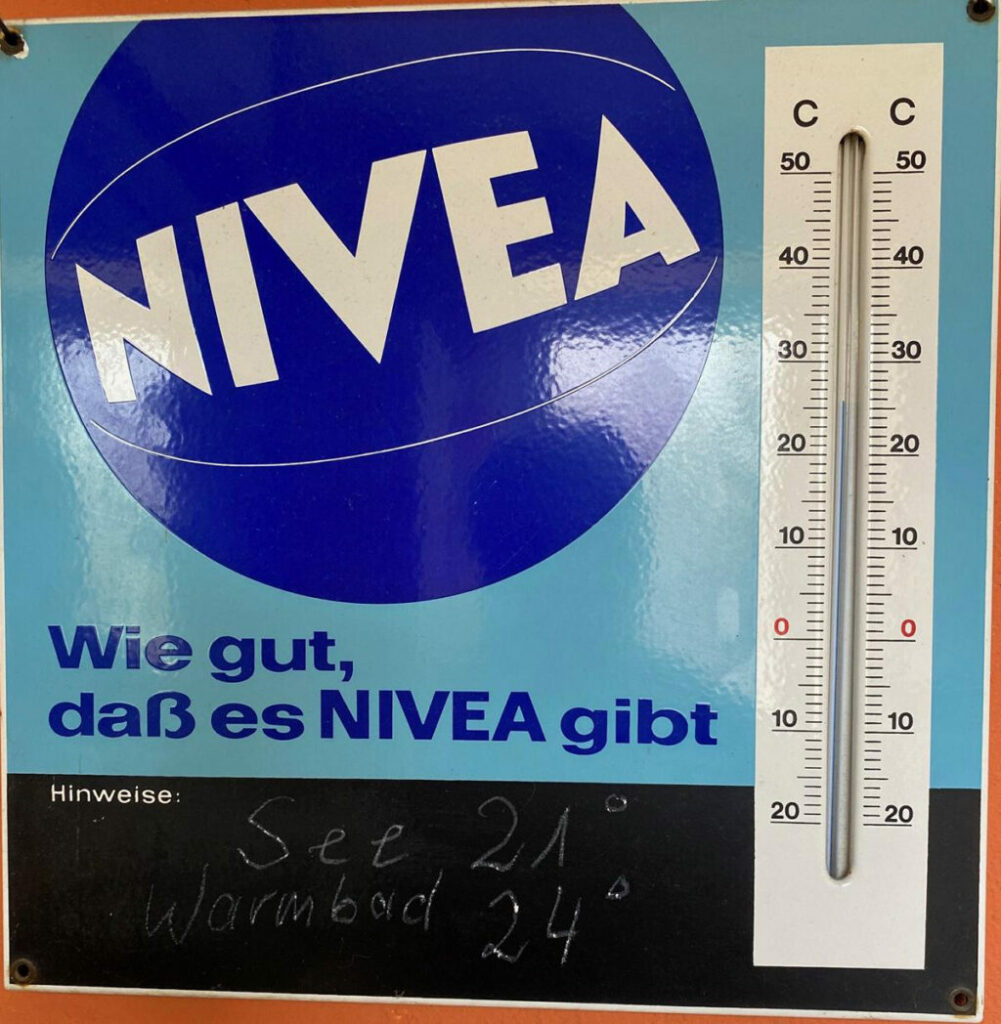 NIVEA
Wie gut,
daß es NIVEA gibt
Hinweise:
See 21°
Warmbad 24°
C C
50 50
40 40
30 30
20 20
10 10
0 0
10 10
20 20